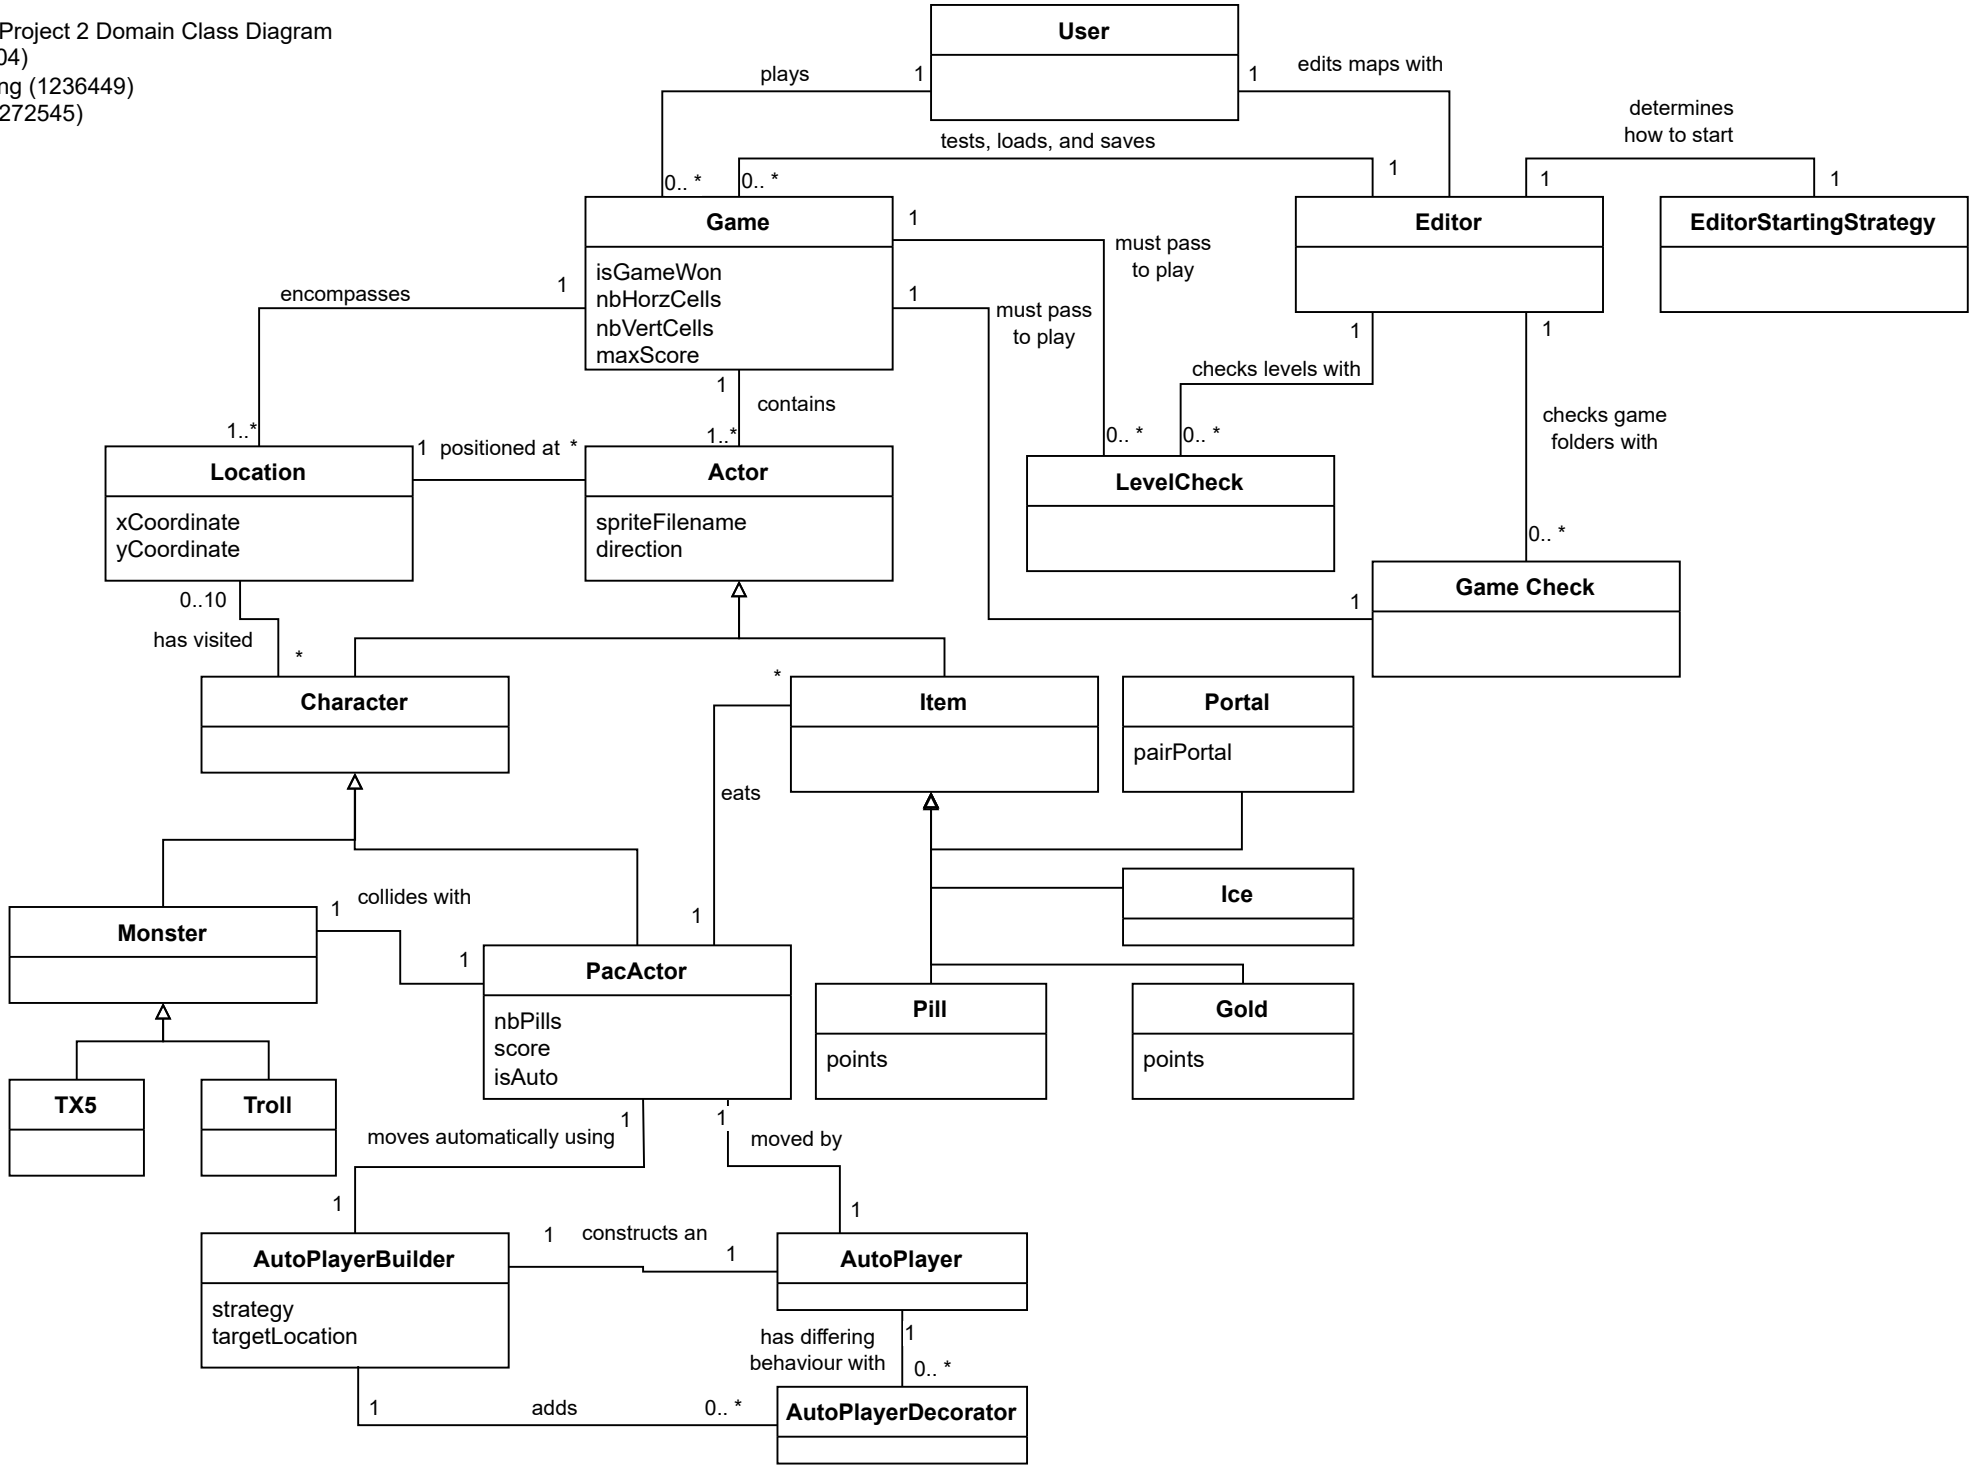 Project 2 Domain Class Diagram
04)
ng (1236449)
272545)
User
plays
1
1
edits maps with
determines
how to start
tests, loads, and saves
0.. *
0.. *
1
1
1
Game
isGameWon
nbHorzCells
nbVertCells
maxScore
1
must pass
to play
Editor
EditorStartingStrategy
encompasses
1
1
must pass
to play
1
1
checks levels with
1
contains
checks game
folders with
1..*
1..*
0.. *
0.. *
1
positioned at
*
Location
xCoordinate
yCoordinate
Actor
spriteFilename
direction
LevelCheck
0.. *
Game Check
1
0..10
has visited
*
*
Character
Item
Portal
pairPortal
eats
Ice
1
collides with
1
1
Monster
PacActor
nbPills
score
isAuto
Pill
points
Gold
points
TX5
Troll
1
1
moves automatically using
moved by
1
1
1
constructs an
1
AutoPlayerBuilder
strategy
targetLocation
AutoPlayer
has differing
behaviour with
1
0.. *
1
adds
0.. *
AutoPlayerDecorator